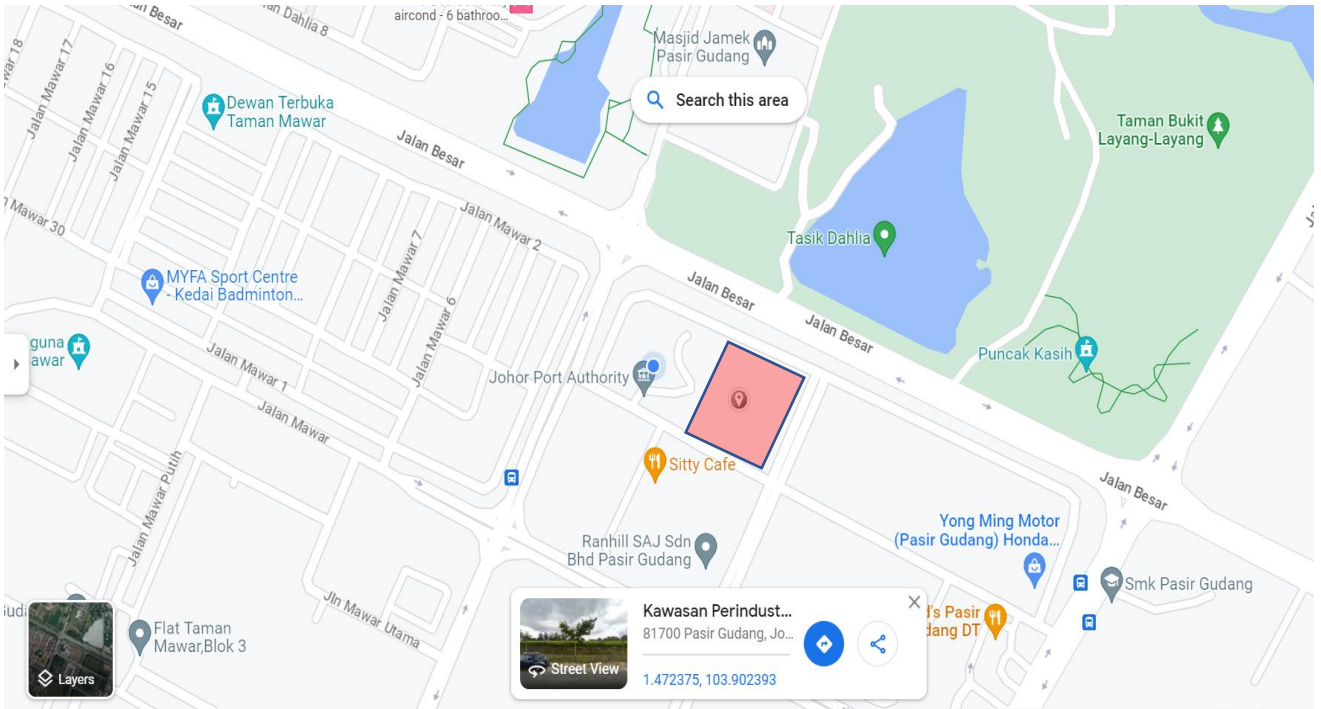 Jalan Besar
Dahlia 8
aircond - 6 bathroo...
Masjid Jamek
Pasir Gudang
Search this area
Jalan Mawar 17
Jalan Mawar 16
Jalan Mawar 15
Dewan Terbuka
Taman Mawar
Jalan Besar
Taman Bukit
Layang-Layang
Mawar 30
Jalan Mawar 2
Jalan Mawar 7
Jalan Mawar 6
Tasik Dahlia
MYFA Sport Centre
- Kedai Badminton...
Jalan Besar
Jalan Besar
guna
awar
Jalan Mawar 1
Johor Port Authority
Puncak Kasih
Jalan Mawar
Sitty Cafe
Jalan Mawar Putih
Jalan Besar
Yong Ming Motor
(Pasir Gudang) Honda...
Ranhill SAJ Sdn
Bhd Pasir Gudang
Smk Pasir Gudang
Jln Mawar Utama
Flat Taman
Mawar,Blok 3
Layers
Street View
Kawasan Perindust...
81700 Pasir Gudang, Jo...
1.472375, 103.902393
d's Pasir
dang DT